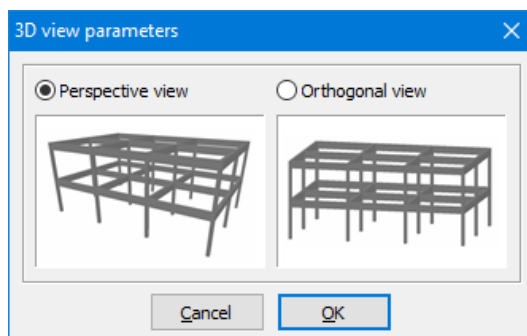 3D view parameters
Perspective view
Orthogonal view
Cancel
OK